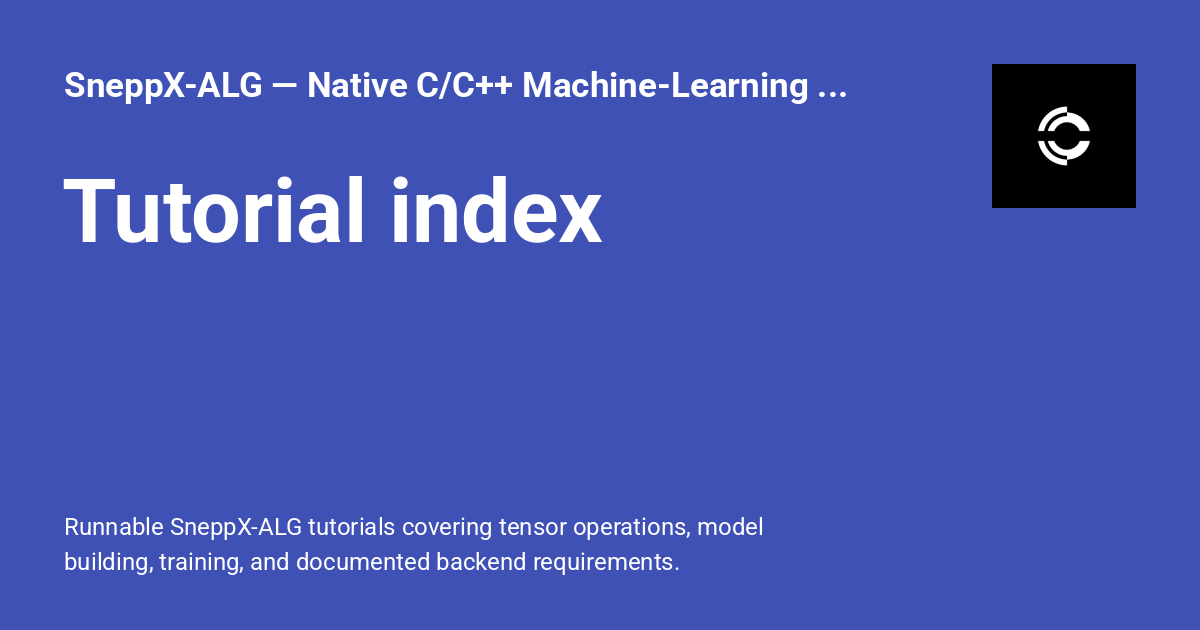 SneppX-ALG — Native C/C++ Machine-Learning ...
Tutorial index
Runnable SneppX-ALG tutorials covering tensor operations, model
building, training, and documented backend requirements.